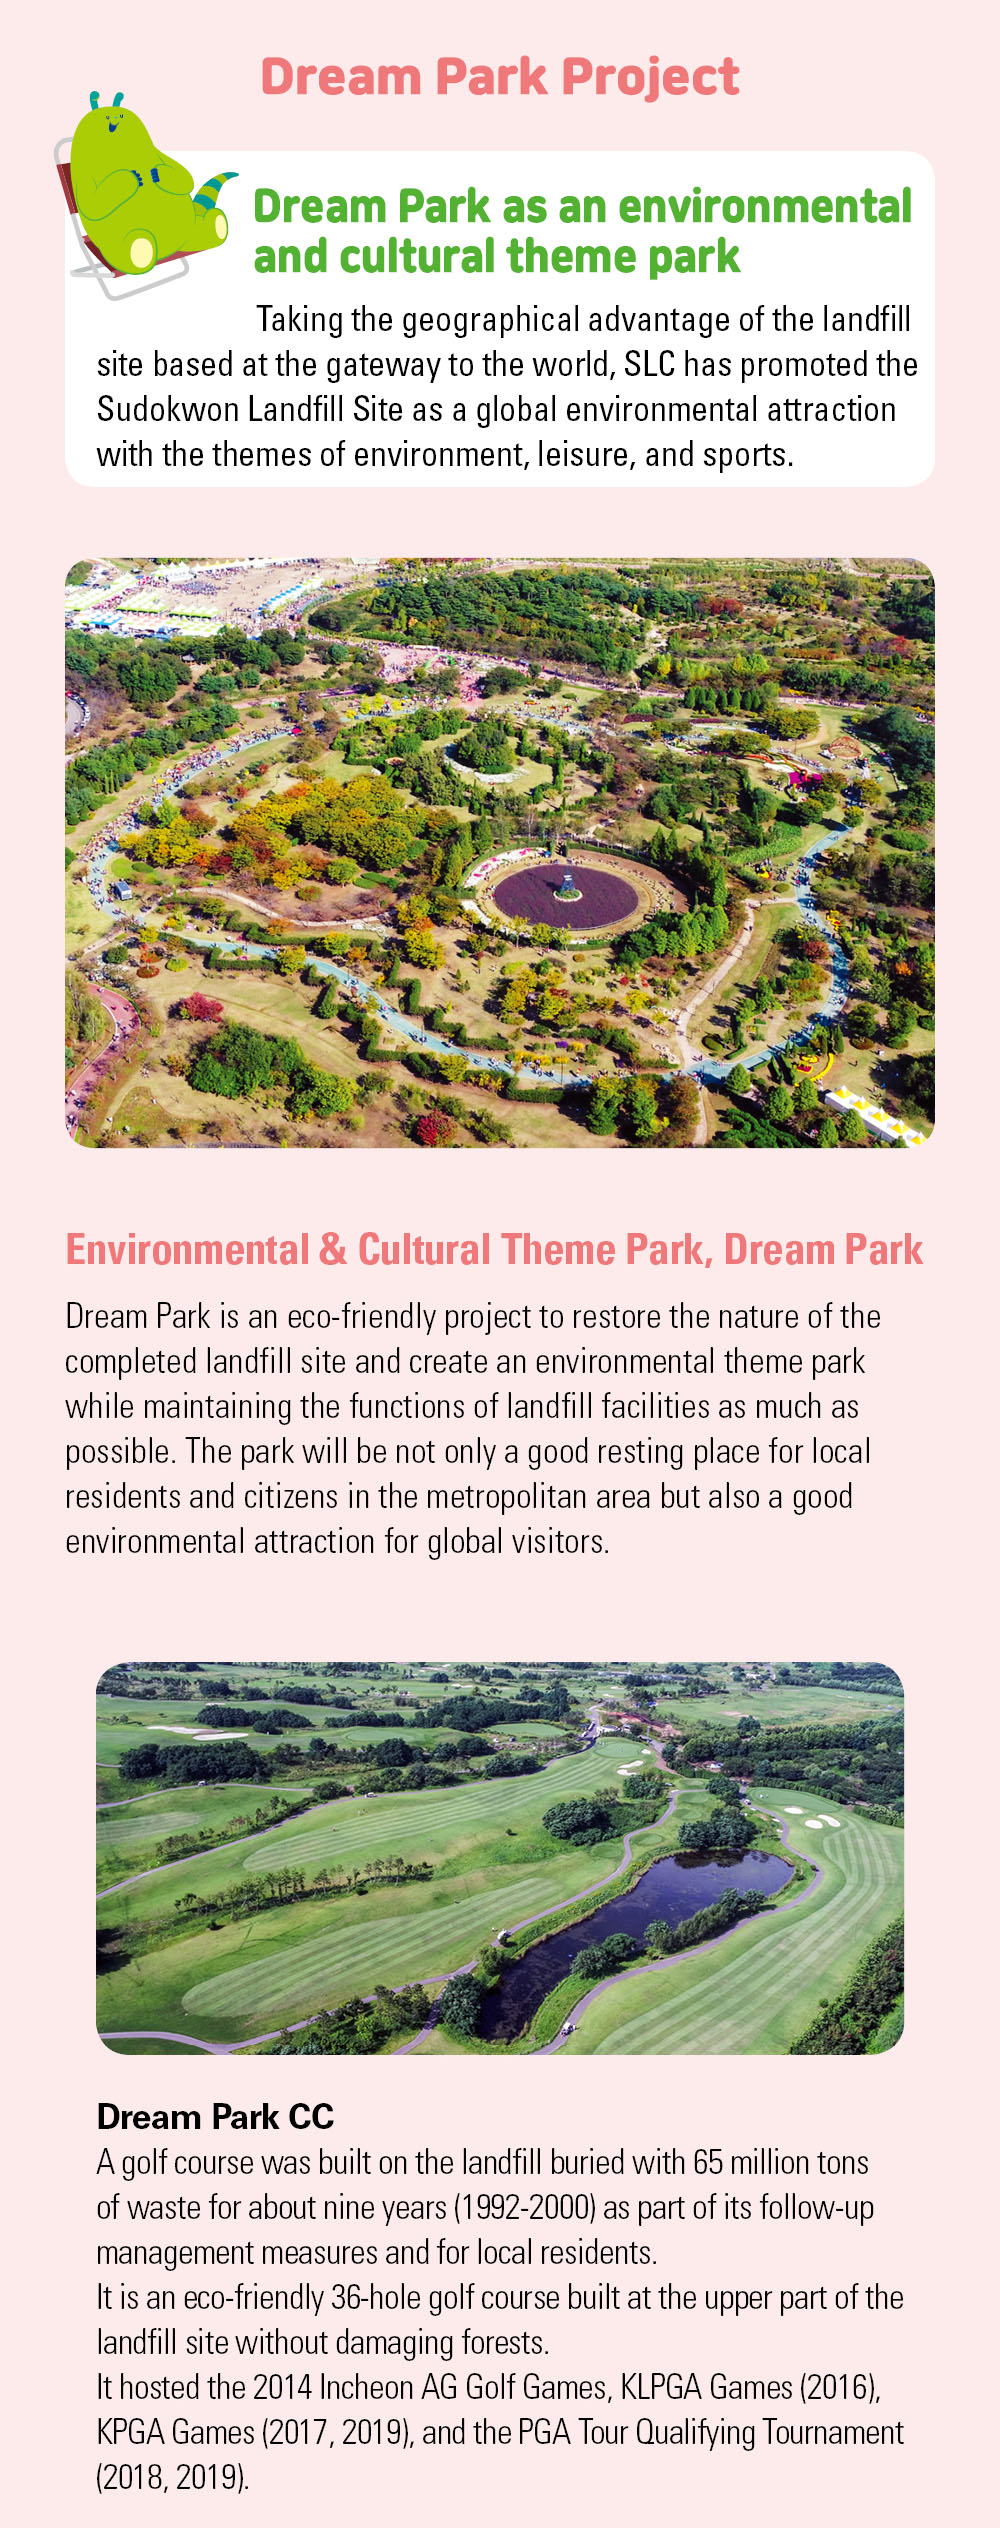 Dream Park Project
Dream Park as an environmental
and cultural theme park
Taking the geographical advantage of the landfill
site based at the gateway to the world, SLC has promoted the
Sudokwon Landfill Site as a global environmental attraction
with the themes of environment, leisure, and sports.
Environmental & Cultural Theme Park, Dream Park
Dream Park is an eco-friendly project to restore the nature of the
completed landfill site and create an environmental theme park
while maintaining the functions of landfill facilities as much as
possible. The park will be not only a good resting place for local
residents and citizens in the metropolitan area but also a good
environmental attraction for global visitors.
Dream Park CC
A golf course was built on the landfill buried with 65 million tons
of waste for about nine years (1992-2000) as part of its follow-up
management measures and for local residents.
It is an eco-friendly 36-hole golf course built at the upper part of the
landfill site without damaging forests.
It hosted the 2014 Incheon AG Golf Games, KLPGA Games (2016),
KPGA Games (2017, 2019), and the PGA Tour Qualifying Tournament
(2018, 2019).